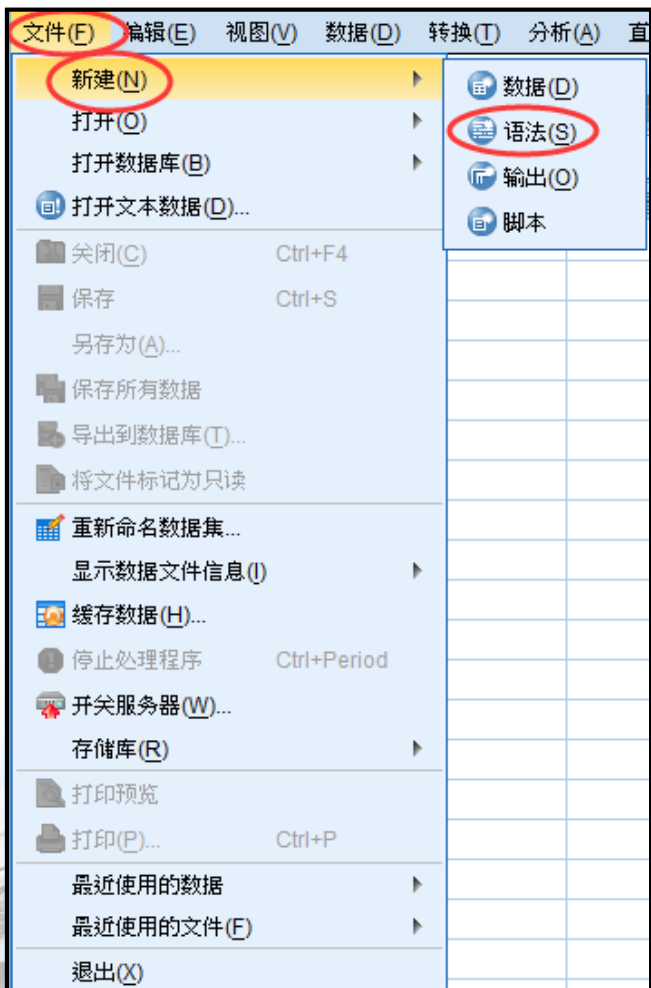 文件(F) 编辑(E) 视图(V) 数据(D) 转换(T) 分析(A) 直
新建(N)
打开(O)
打开数据库(B)
打开文本数据(D)...
关闭(C) Ctrl+F4
保存 Ctrl+S
另存为(A)...
保存所有数据
导出到数据库(T)...
将文件标记为只读
重新命名数据集...
显示数据文件信息(I)
缓存数据(H)...
停止处理程序 Ctrl+Period
开关服务器(W)...
存储库(R)
打印预览
打印(P)... Ctrl+P
最近使用的数据
最近使用的文件(F)
退出(X)
数据(D)
语法(S)
输出(O)
脚本